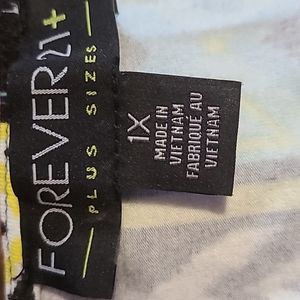 FOREVER 21+
PLUS SIZES
1X
MADE IN
VIETNAM
FABRIQUÉ AU
VIETNAM